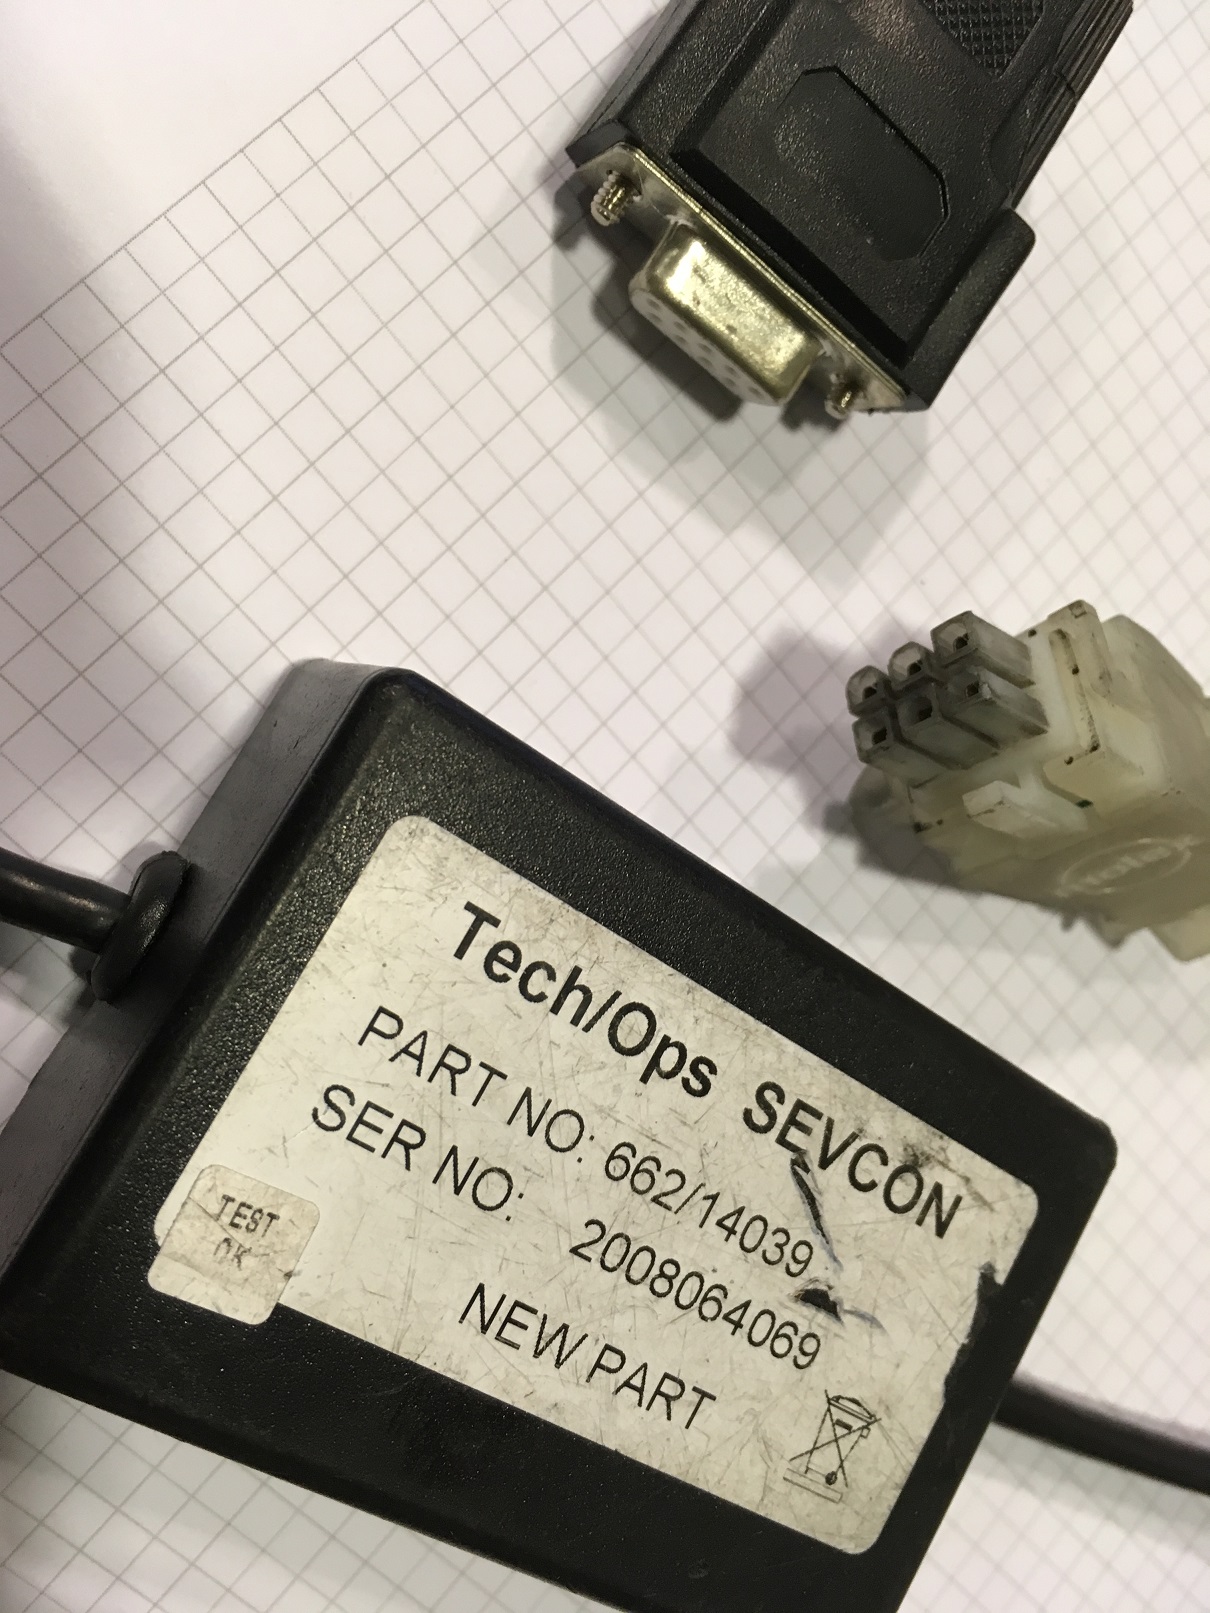 Tech/Ops SEVCON
PART NO: 662/14039
SER NO: 2008064069
NEW PART
TEST
OK